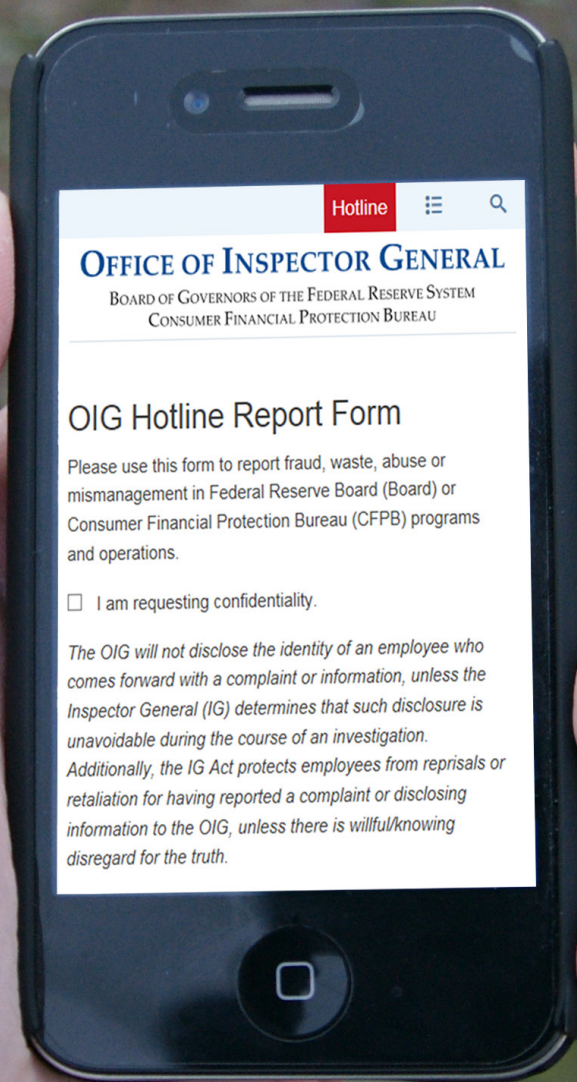 Hotline
OFFICE OF INSPECTOR GENERAL
BOARD OF GOVERNORS OF THE FEDERAL RESERVE SYSTEM
CONSUMER FINANCIAL PROTECTION BUREAU
OIG Hotline Report Form
Please use this form to report fraud, waste, abuse or
mismanagement in Federal Reserve Board (Board) or
Consumer Financial Protection Bureau (CFPB) programs
and operations.
I am requesting confidentiality.
The OIG will not disclose the identity of an employee who
comes forward with a complaint or information, unless the
Inspector General (IG) determines that such disclosure is
unavoidable during the course of an investigation.
Additionally, the IG Act protects employees from reprisals or
retaliation for having reported a complaint or disclosing
information to the OIG, unless there is willful/knowing
disregard for the truth.